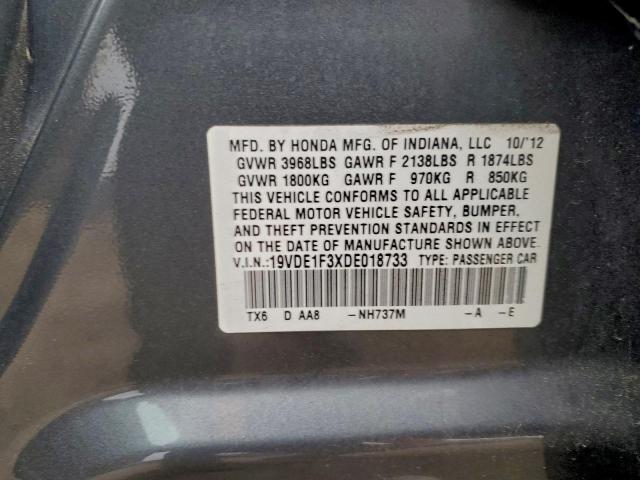 MFD. BY HONDA MFG. OF INDIANA, LLC 10/'12
GVWR 3968LBS GAWR F 2138LBS R 1874LBS
GVWR 1800KG GAWR F 970KG R 850KG
THIS VEHICLE CONFORMS TO ALL APPLICABLE
FEDERAL MOTOR VEHICLE SAFETY, BUMPER,
AND THEFT PREVENTION STANDARDS IN EFFECT
ON THE DATE OF MANUFACTURE SHOWN ABOVE.
V.I.N.:19VDE1F3XDE018733 TYPE: PASSENGER CAR
TX6 D AA8 -NH737M -A -E